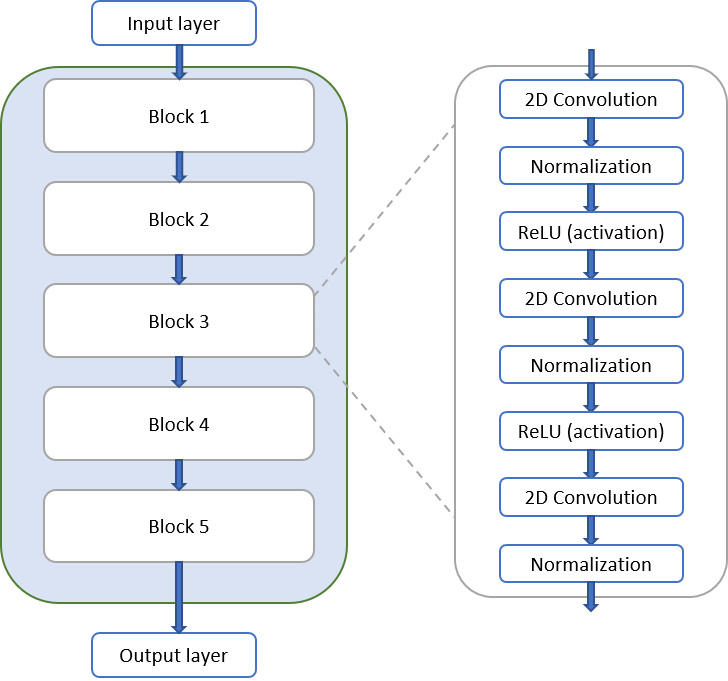 Input layer
Block 1
Block 2
Block 3
Block 4
Block 5
Output layer
2D Convolution
Normalization
ReLU (activation)
2D Convolution
Normalization
ReLU (activation)
2D Convolution
Normalization